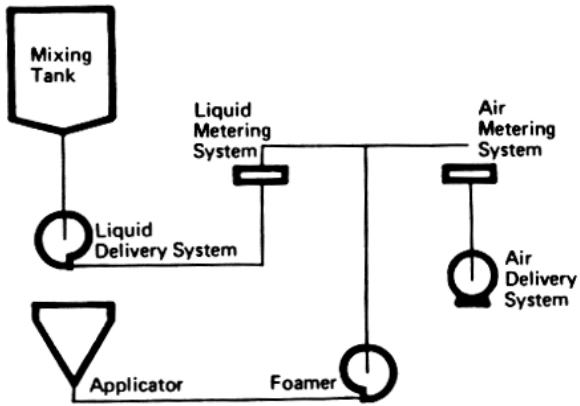 Mixing
Tank
Liquid
Metering
System
Air
Metering
System
Liquid
Delivery System
Air
Delivery
System
Applicator
Foamer